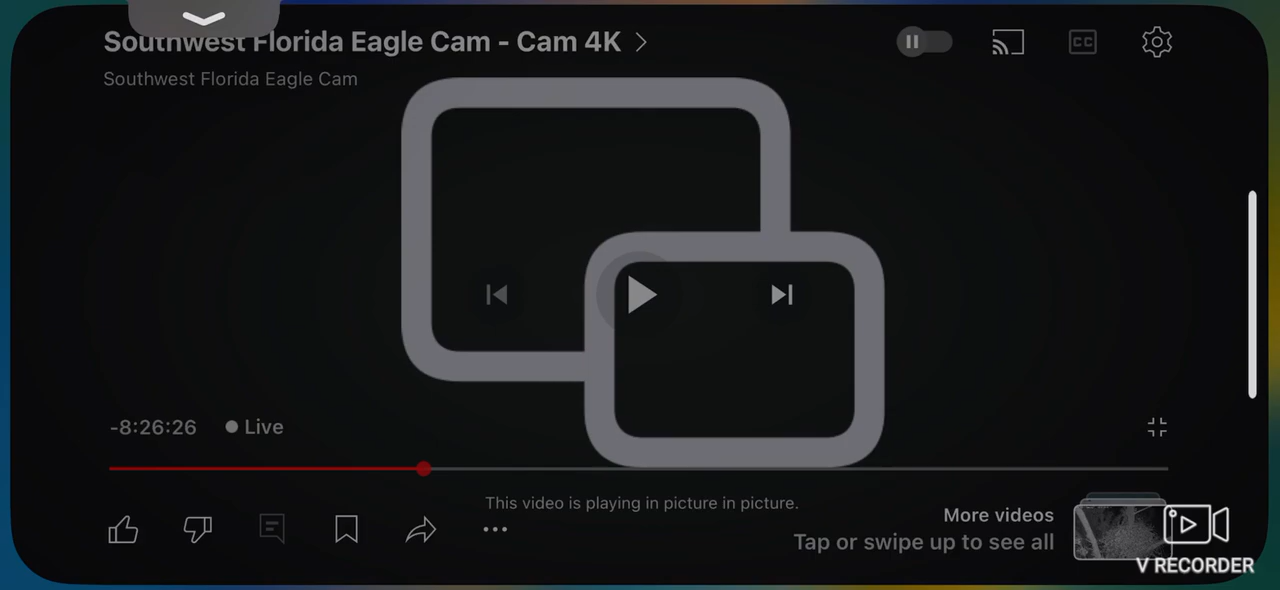 Southwest Florida Eagle Cam - Cam 4K
Southwest Florida Eagle Cam
CC
-8:26:26
Live
This video is playing in picture in picture.
More videos
Tap or swipe up to see all
V RECORDER